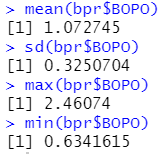 > mean(bpr$BOPO)
[1] 1.072745
> sd(bpr$BOPO)
[1] 0.3250704
> max(bpr$BOPO)
[1] 2.46074
> min(bpr$BOPO)
[1] 0.6341615